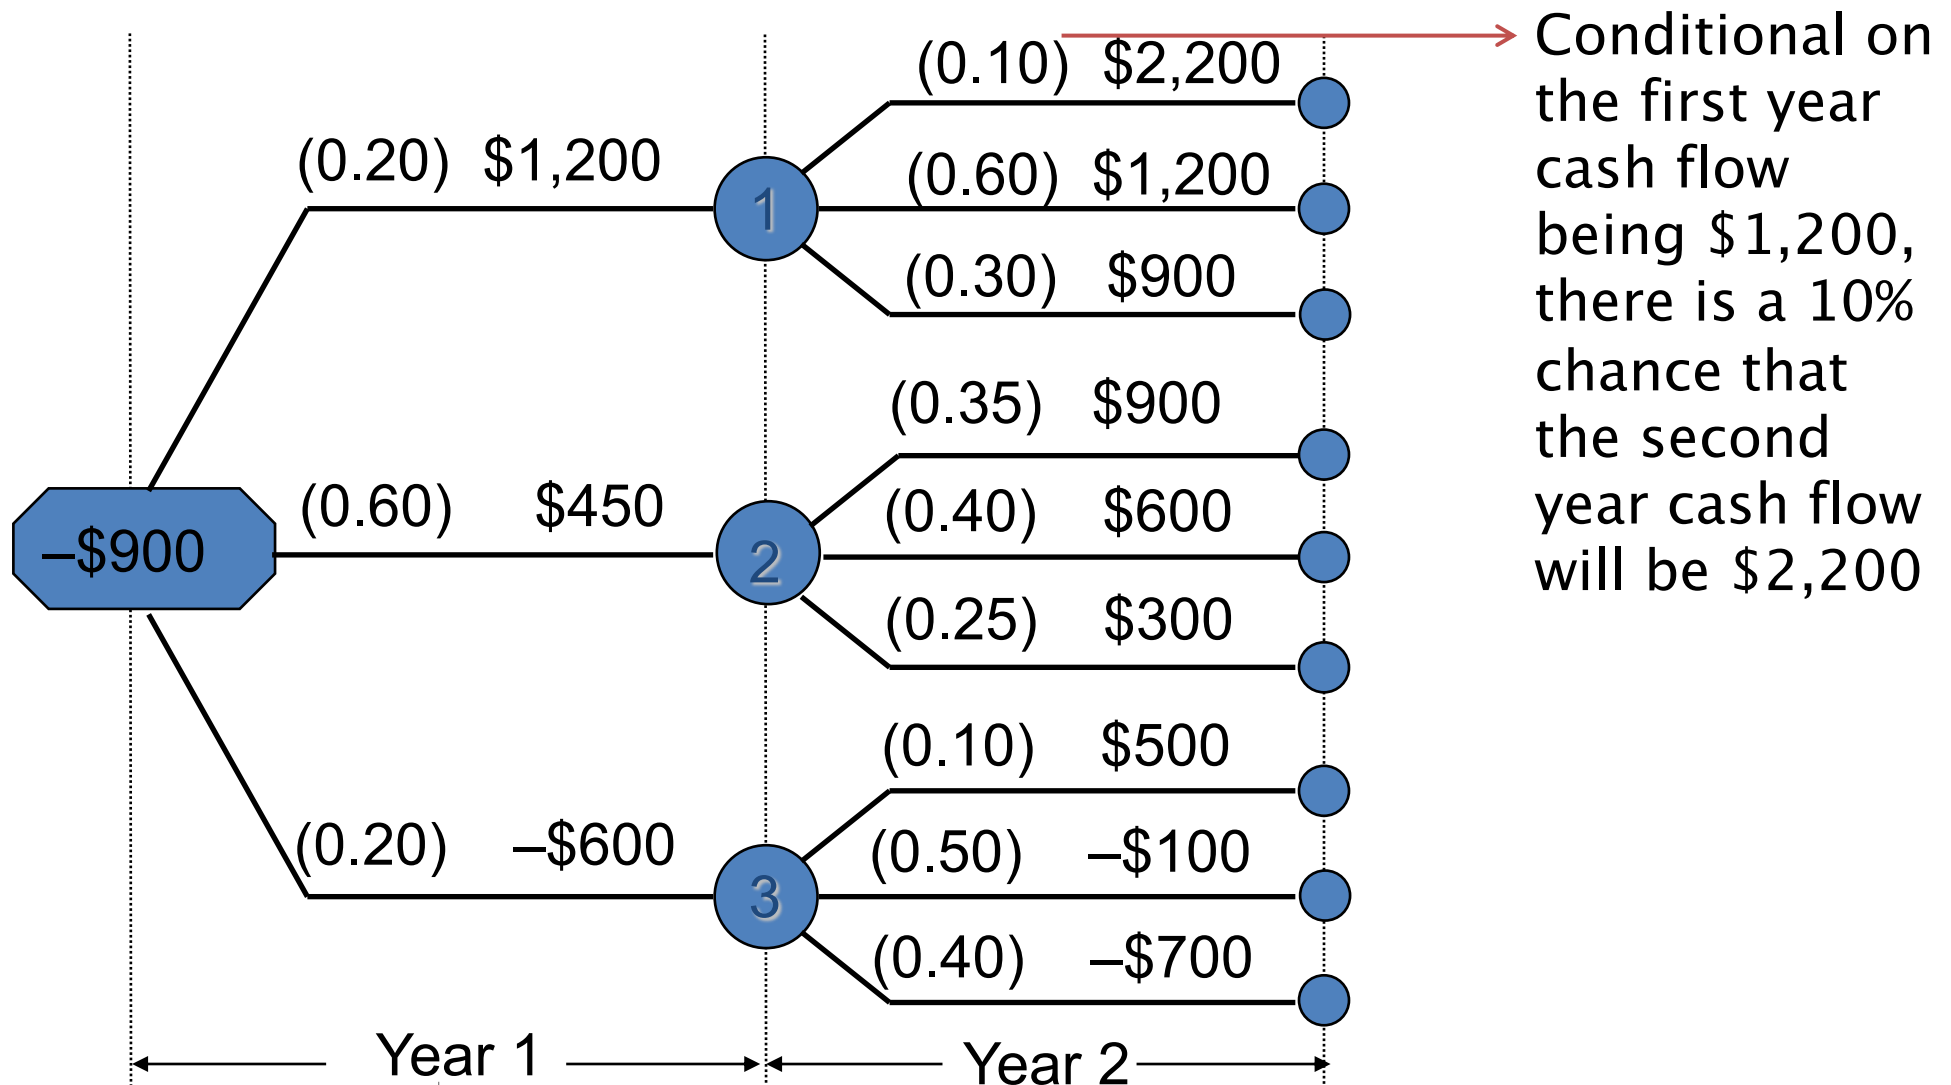 (0.10) $2,200
(0.20) $1,200
1
(0.60) $1,200
(0.30) $900
(0.35) $900
–$900
(0.60) $450
2
(0.40) $600
(0.25) $300
(0.10) $500
(0.20) –$600
3
(0.50) –$100
(0.40) –$700
Year 1
Year 2
Conditional on
the first year
cash flow
being $1,200,
there is a 10%
chance that
the second
year cash flow
will be $2,200